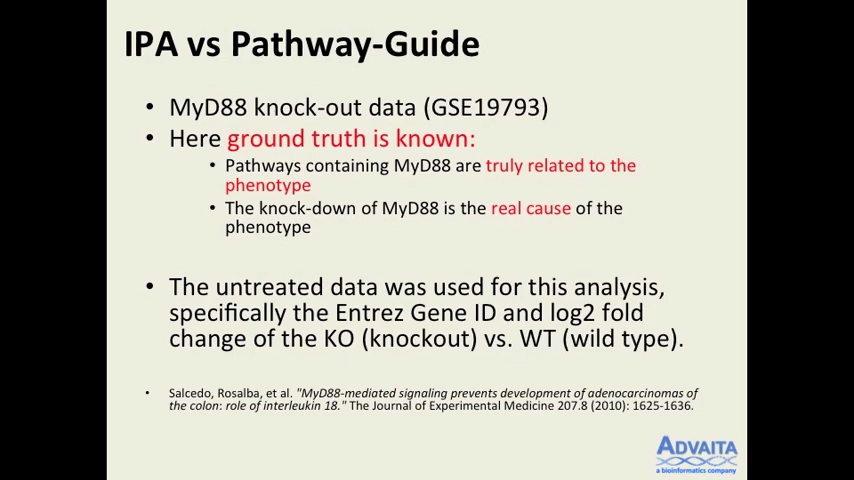 IPA vs Pathway-Guide
• MyD88 knock-out data (GSE19793)
• Here ground truth is known:
• Pathways containing MyD88 are truly related to the
phenotype
• The knock-down of MyD88 is the real cause of the
phenotype
• The untreated data was used for this analysis,
specifically the Entrez Gene ID and log2 fold
change of the KO (knockout) vs. WT (wild type).
• Salcedo, Rosalba, et al. "MyD88-mediated signaling prevents development of adenocarcinomas of
the colon: role of interleukin 18." The Journal of Experimental Medicine 207.8 (2010): 1625-1636.
ADVAITA
a bioinformatics company